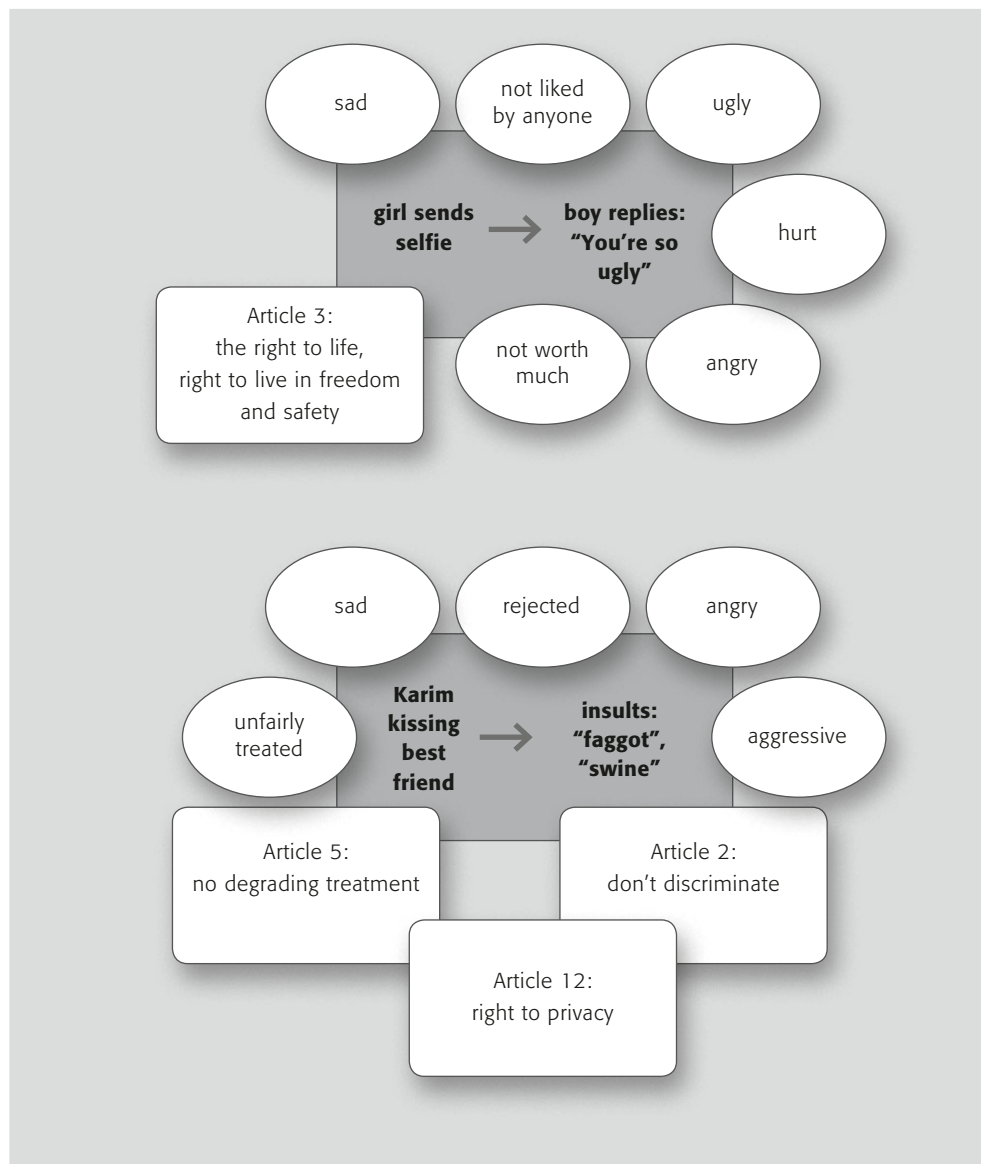 sad
not liked
by anyone
ugly
girl sends
selfie
boy replies:
“You’re so
ugly”
hurt
Article 3:
the right to life,
right to live in freedom
and safety
not worth
much
angry
sad
rejected
angry
unfairly
treated
Karim
kissing
best
friend
insults:
“faggot”,
“swine”
aggressive
Article 5:
no degrading treatment
Article 2:
don’t discriminate
Article 12:
right to privacy